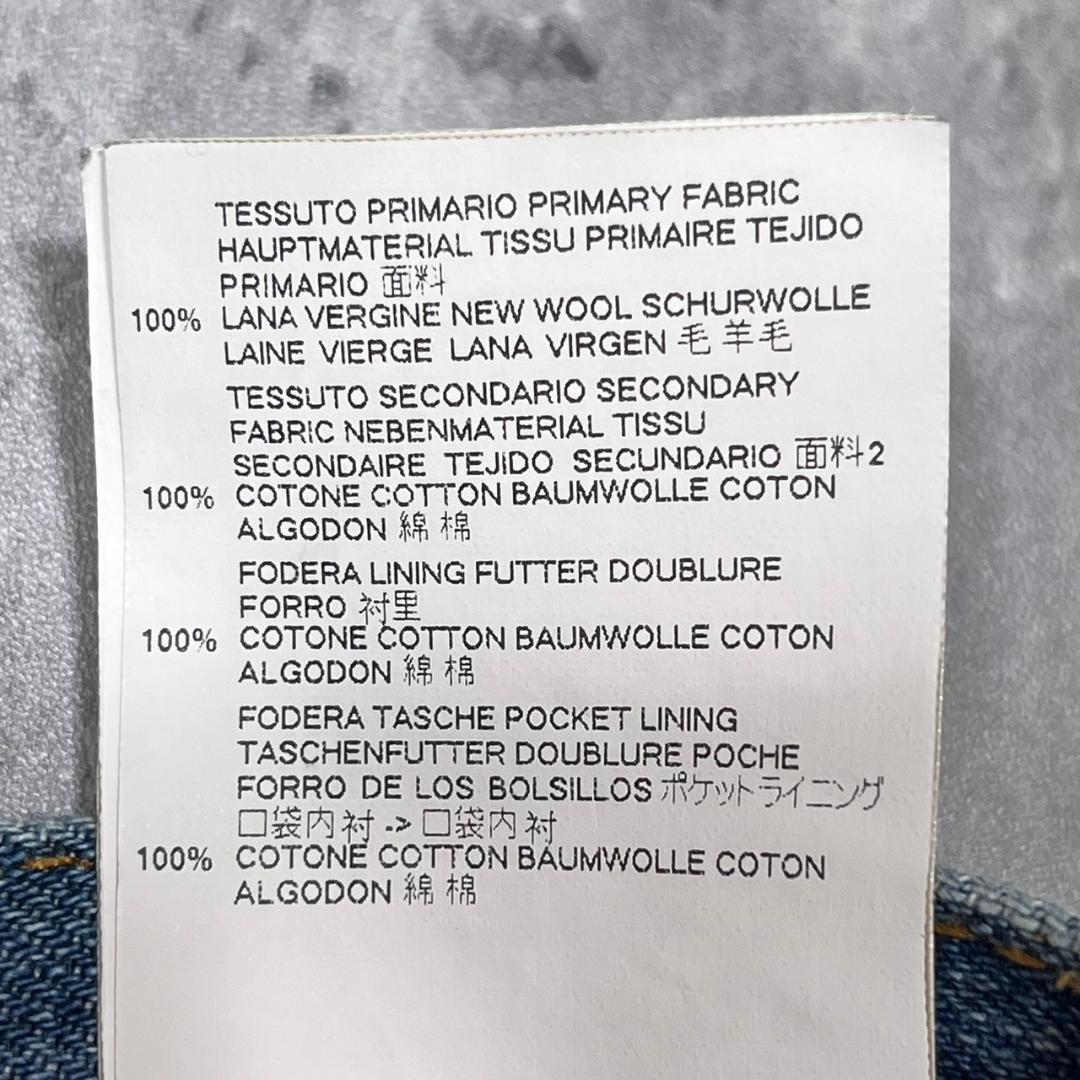 TESSUTO PRIMARIO PRIMARY FABRIC
HAUPTMATERIAL TISSU PRIMAIRE TEJIDO
PRIMARIO 面料
100% LANA VERGINE NEW WOOL SCHURWOLLE
LAINE VIERGE LANA VIRGEN 毛 羊毛
TESSUTO SECONDARIO SECONDARY
FABRIC NEBENMATERIAL TISSU
SECONDAIRE TEJIDO SECUNDARIO 面料2
100% COTONE COTTON BAUMWOLLE COTON
ALGODON 綿 棉
FODERA LINING FUTTER DOUBLURE
FORRO 衬里
100% COTONE COTTON BAUMWOLLE COTON
ALGODON 綿 棉
FODERA TASCHE POCKET LINING
TASCHENFUTTER DOUBLURE POCHE
FORRO DE LOS BOLSILLOS ポケットライニング
口袋内衬 -> 口袋内衬
100% COTONE COTTON BAUMWOLLE COTON
ALGODON 綿 棉